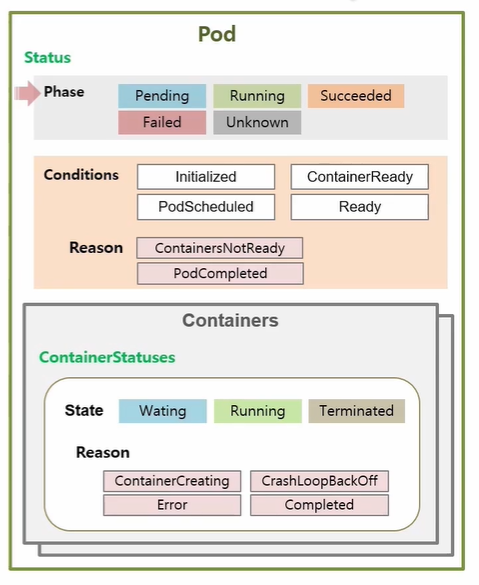 Pod
Status
Phase
Pending Running Succeeded
Failed Unknown
Conditions
Initialized ContainerReady
PodScheduled Ready
Reason
ContainersNotReady
PodCompleted
Containers
ContainerStatuses
State Wating Running Terminated
Reason
ContainerCreating CrashLoopBackOff
Error Completed